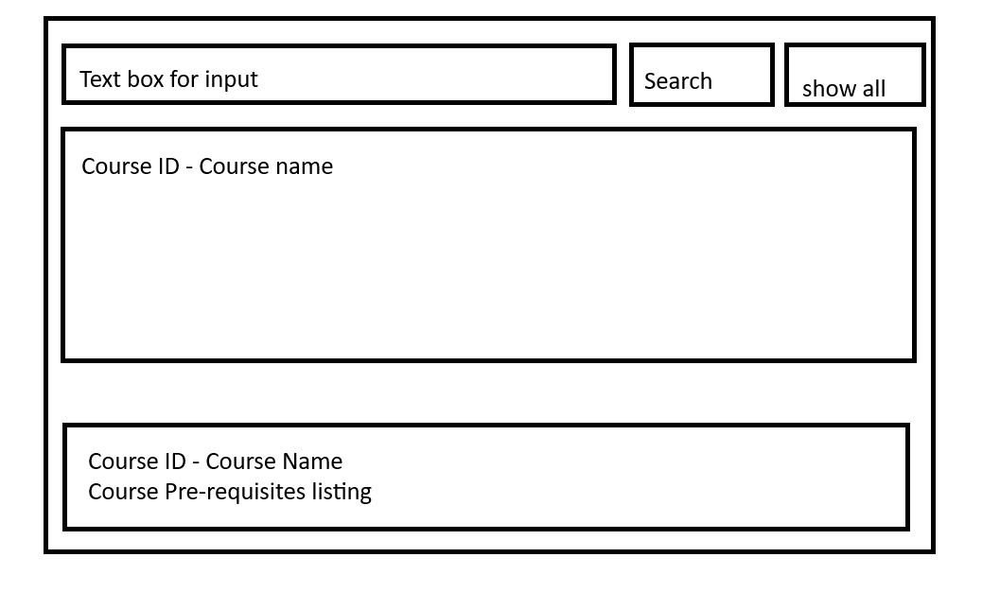 Text box for input
Search
show all
Course ID - Course name
Course ID - Course Name
Course Pre-requisites listing